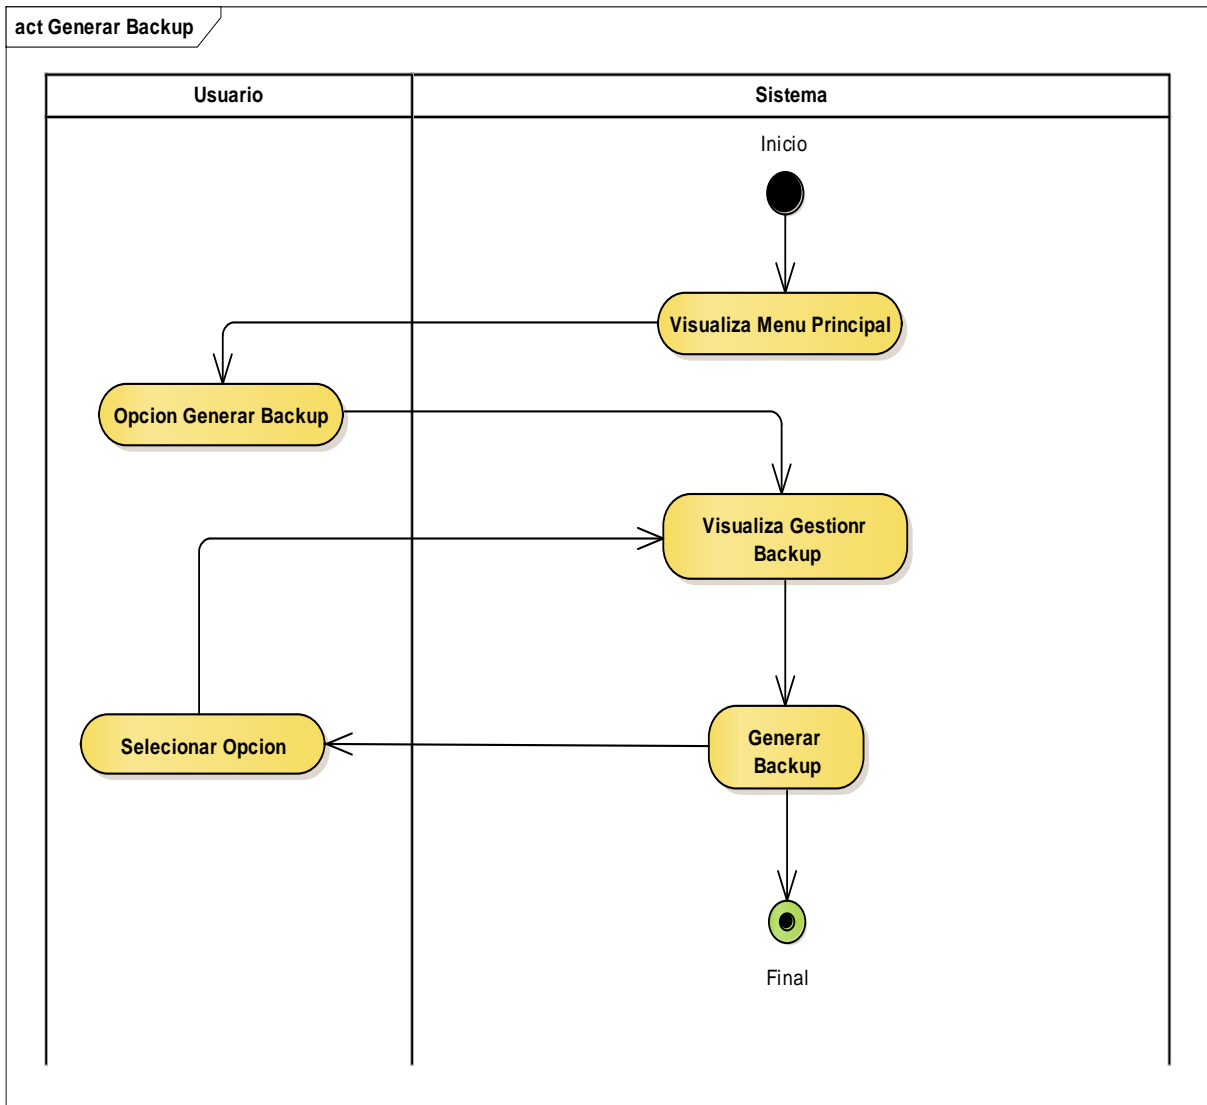 act Generar Backup
Usuario
Sistema
Inicio
Visualiza Menu Principal
Opcion Generar Backup
Visualiza Gestionr
Backup
Selecionar Opcion
Generar
Backup
Final